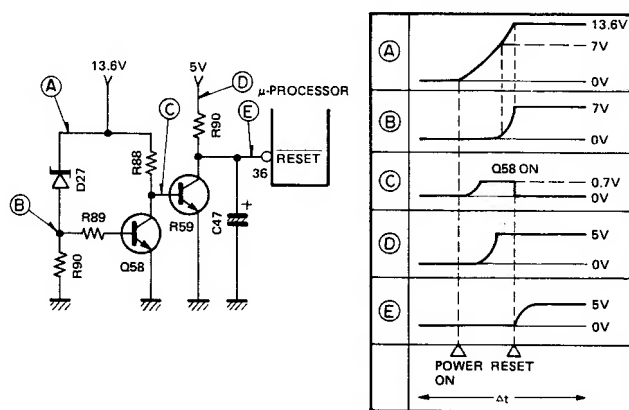 13.6V
5V
A
D
μ-PROCESSOR
C
E
R90
R88
D27
36
RESET
B
R89
R59
C47
+
R90
Q58
A
13.6V
7V
0V
B
7V
0V
C
Q58 ON
0.7V
0V
D
5V
0V
E
5V
0V
POWER ON
RESET
Δt